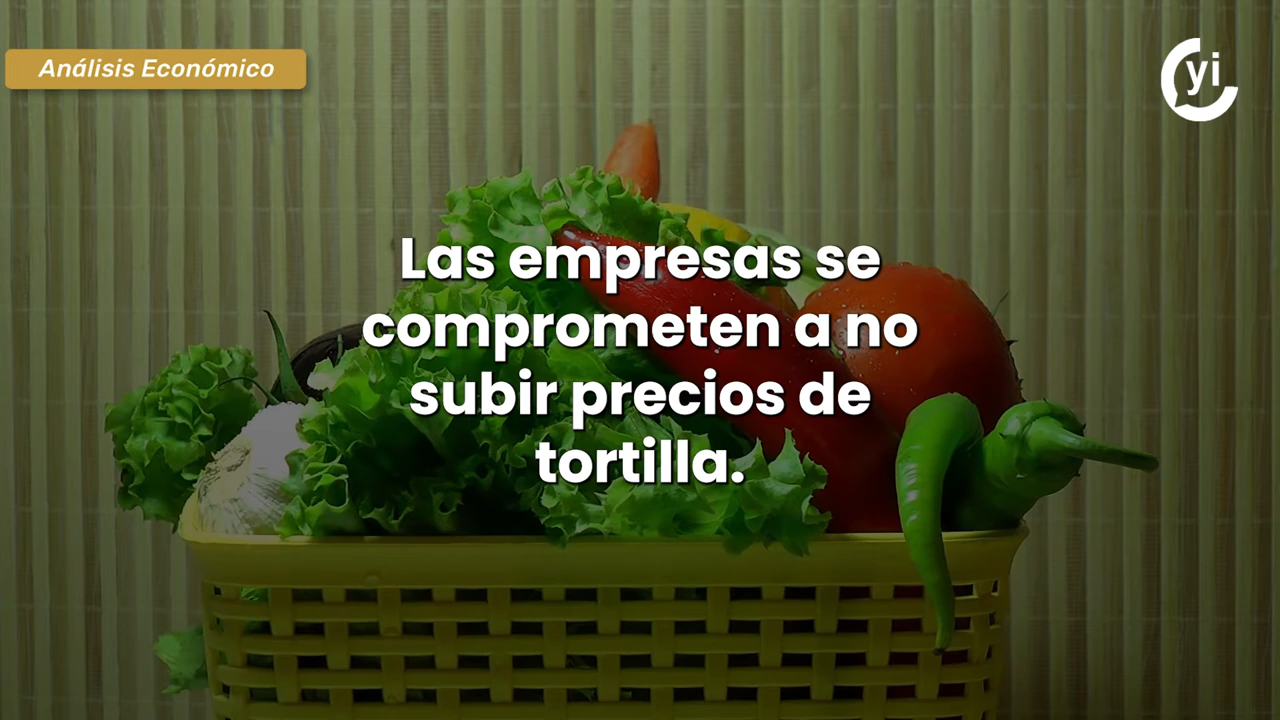 Análisis Económico
yi
Las empresas se
comprometen a no
subir precios de
tortilla.